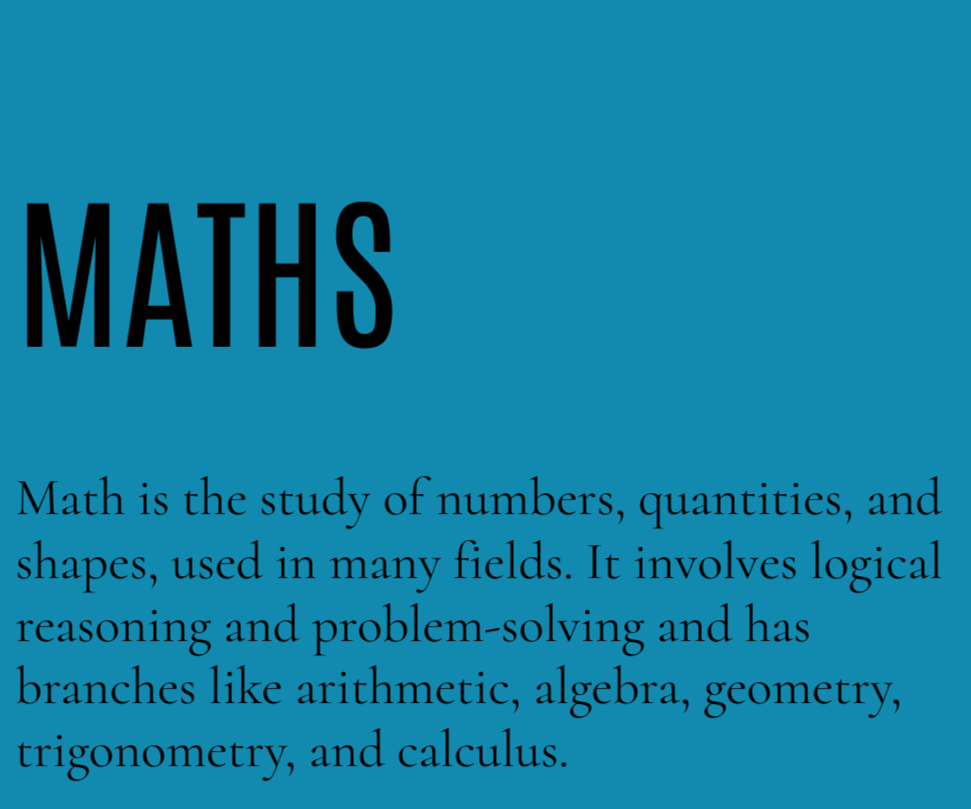 MATHS
Math is the study of numbers, quantities, and
shapes, used in many fields. It involves logical
reasoning and problem-solving and has
branches like arithmetic, algebra, geometry,
trigonometry, and calculus.